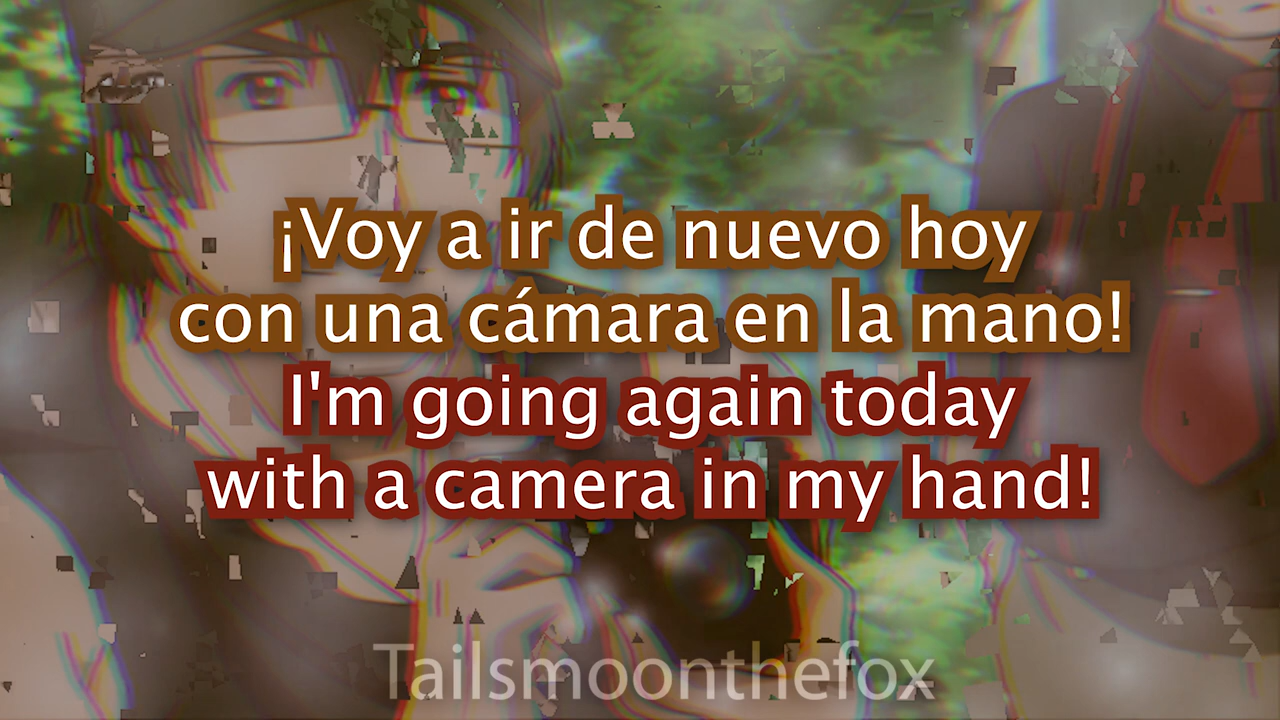 ¡Voy a ir de nuevo hoy
con una cámara en la mano!
I'm going again today
with a camera in my hand!
Tailsmoonthefox